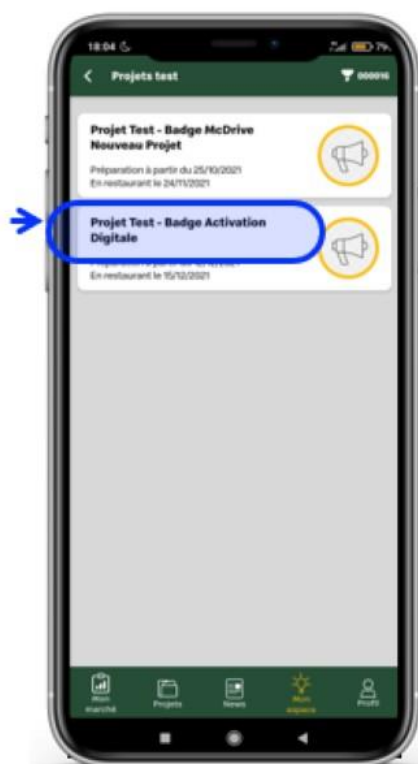 18:04
79%
Projets test
000016
Projet Test - Badge McDrive
Nouveau Projet
Préparation à partir du 25/10/2021
En restaurant le 24/11/2021
Projet Test - Badge Activation
Digitale
En restaurant le 15/12/2021
Mon
marché
Projets
News
Mon
espace
Profil